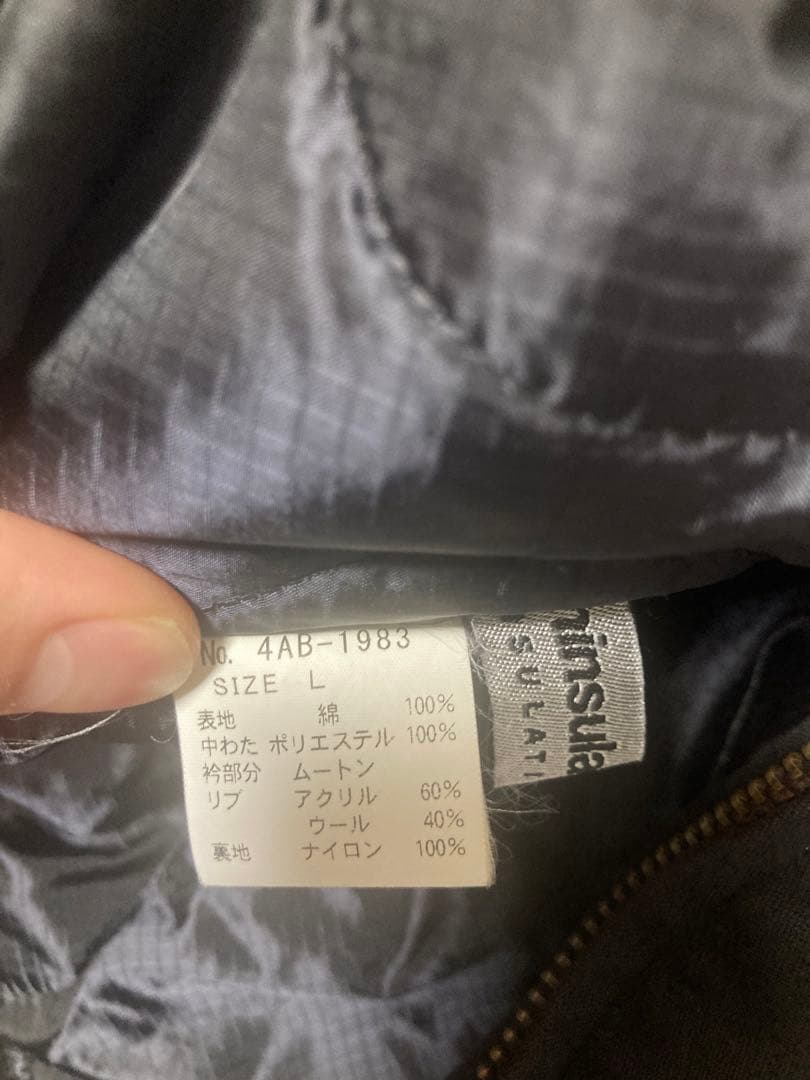 No. 4AB-1983
SIZE L
表地 綿 100%
中わた ポリエステル 100%
衿部分 ムートン
リブ アクリル 60%
ウール 40%
裏地 ナイロン 100%
hinsula
SULATI